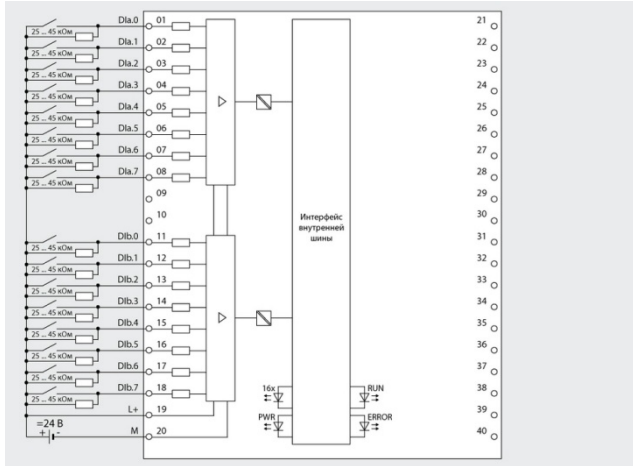 DIa.0 01 21
25 ... 45 кОм
DIa.1 02 22
25 ... 45 кОм
DIa.2 03 23
25 ... 45 кОм
DIa.3 04 24
25 ... 45 кОм
DIa.4 05 25
25 ... 45 кОм
DIa.5 06 26
25 ... 45 кОм
DIa.6 07 27
25 ... 45 кОм
DIa.7 08 28
25 ... 45 кОм
09 29
10 30
Интерфейс
внутренней
шины
DIb.0 11 31
25 ... 45 кОм
DIb.1 12 32
25 ... 45 кОм
DIb.2 13 33
25 ... 45 кОм
DIb.3 14 34
25 ... 45 кОм
DIb.4 15 35
25 ... 45 кОм
DIb.5 16 36
25 ... 45 кОм
DIb.6 17 37
25 ... 45 кОм
DIb.7 18 16x RUN 38
25 ... 45 кОм
L+ 19 39
=24 В PWR ERROR
+ - M 20 40